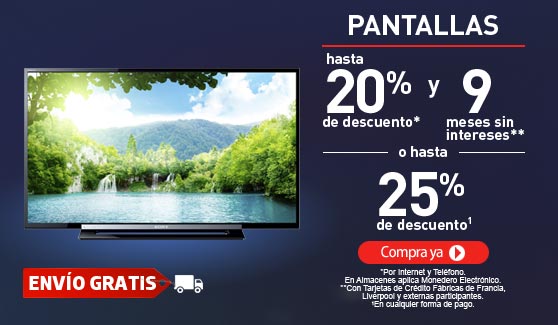 PANTALLAS
hasta
20% y 9
de descuento* meses sin
intereses**
o hasta
25%
de descuento¹
Compra ya
SONY
ENVÍO GRATIS
*Por Internet y Teléfono.
En Almacenes aplica Monedero Electrónico.
**Con Tarjetas de Crédito Fábricas de Francia,
Liverpool y externas participantes.
¹En cualquier forma de pago.